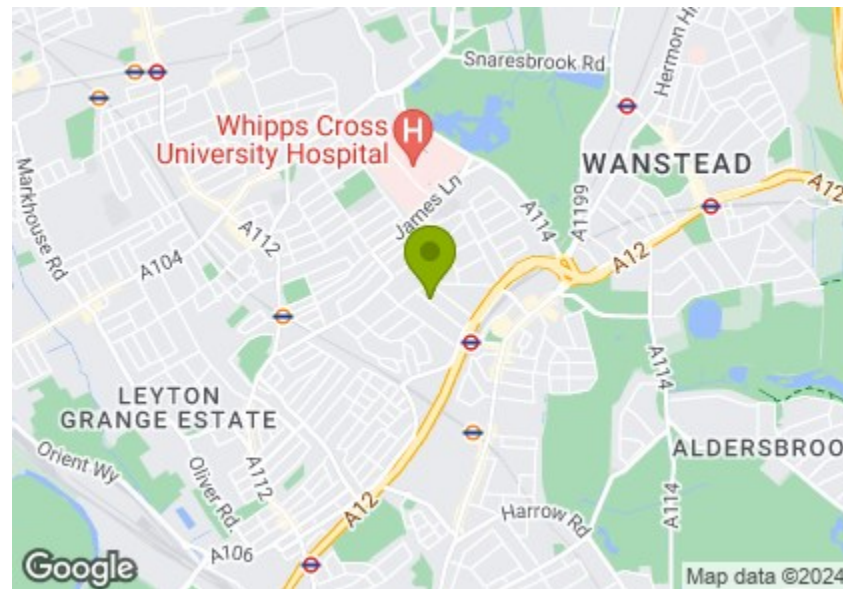 Snaresbrook Rd
Hermon Hi
Whipps Cross
University Hospital
H
WANSTEAD
Markhouse Rd
James Ln
A112
A114
A1199
A12
A12
A104
LEYTON
GRANGE ESTATE
A114
Orient Wy
Oliver Rd.
A112
ALDERSBROO
A12
A114
Harrow Rd
A106
Google
Map data ©2024